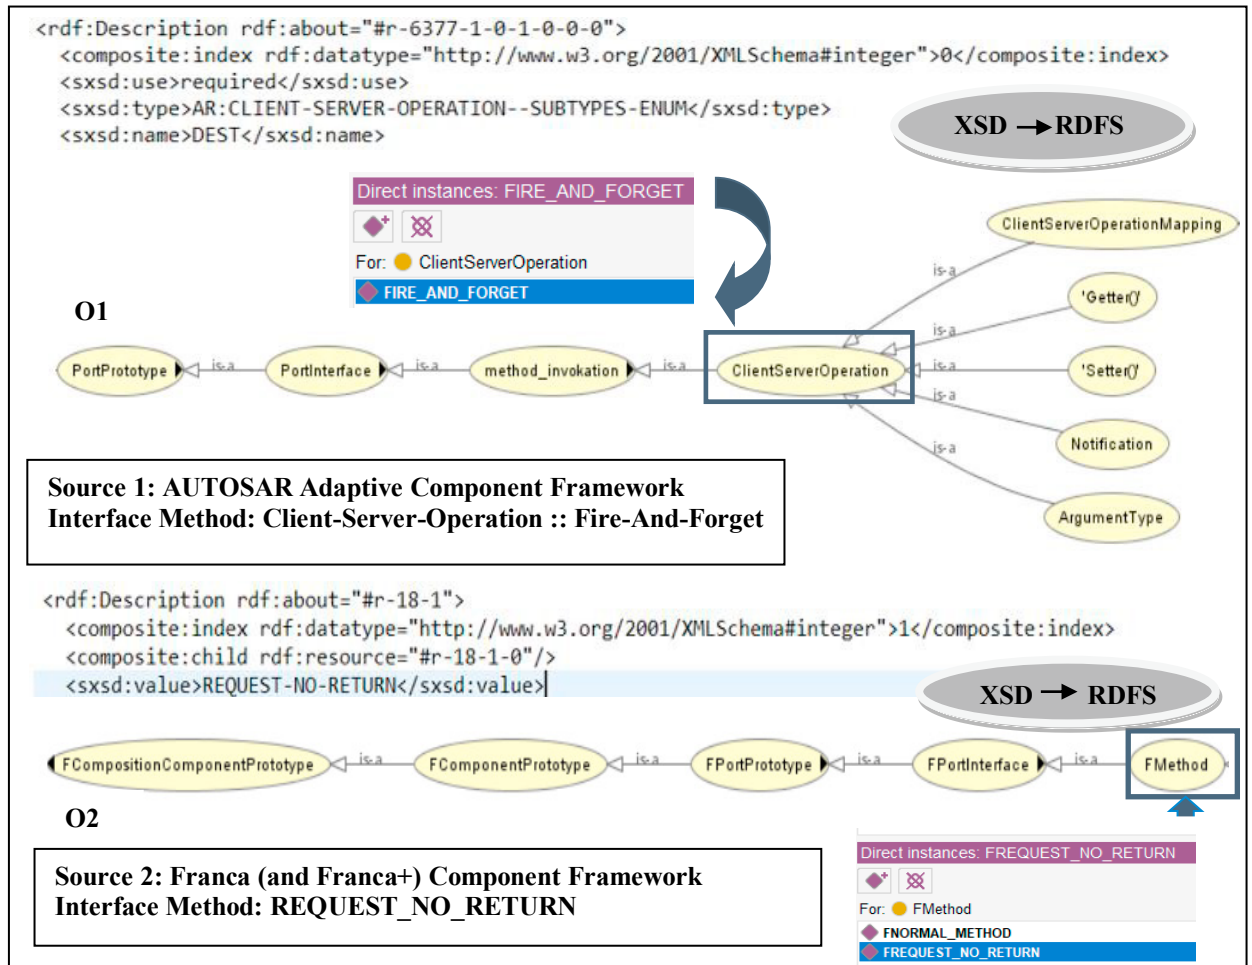 <rdf:Description rdf:about="#r-6377-1-0-1-0-0-0">
<composite:index rdf:datatype="http://www.w3.org/2001/XMLSchema#integer">0</composite:index>
<sxsd:use>required</sxsd:use>
<sxsd:type>AR:CLIENT-SERVER-OPERATION--SUBTYPES-ENUM</sxsd:type>
<sxsd:name>DEST</sxsd:name>
XSD → RDFS
Direct instances: FIRE_AND_FORGET
For: ClientServerOperation
FIRE_AND_FORGET
O1
ClientServerOperationMapping
is-a
'Getter()'
is-a
PortPrototype is-a PortInterface is-a method_invokation is-a ClientServerOperation is-a 'Setter()'
is-a
Notification
is-a
ArgumentType
Source 1: AUTOSAR Adaptive Component Framework
Interface Method: Client-Server-Operation :: Fire-And-Forget
<rdf:Description rdf:about="#r-18-1">
<composite:index rdf:datatype="http://www.w3.org/2001/XMLSchema#integer">1</composite:index>
<composite:child rdf:resource="#r-18-1-0"/>
<sxsd:value>REQUEST-NO-RETURN</sxsd:value>
XSD → RDFS
FCompositionComponentPrototype is-a FComponentPrototype is-a FPortPrototype is-a FPortInterface is-a FMethod
O2
Source 2: Franca (and Franca+) Component Framework
Interface Method: REQUEST_NO_RETURN
Direct instances: FREQUEST_NO_RETURN
For: FMethod
FNORMAL_METHOD
FREQUEST_NO_RETURN